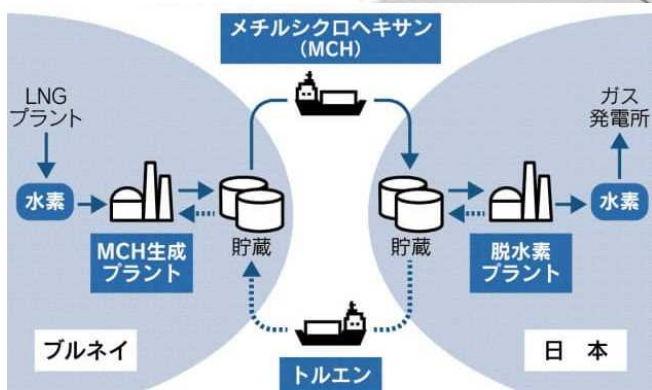 メチルシクロヘキサン
（MCH）
LNG
プラント
水素
MCH生成
プラント
貯蔵
ブルネイ
トルエン
貯蔵
脱水素
プラント
水素
ガス
発電所
日 本